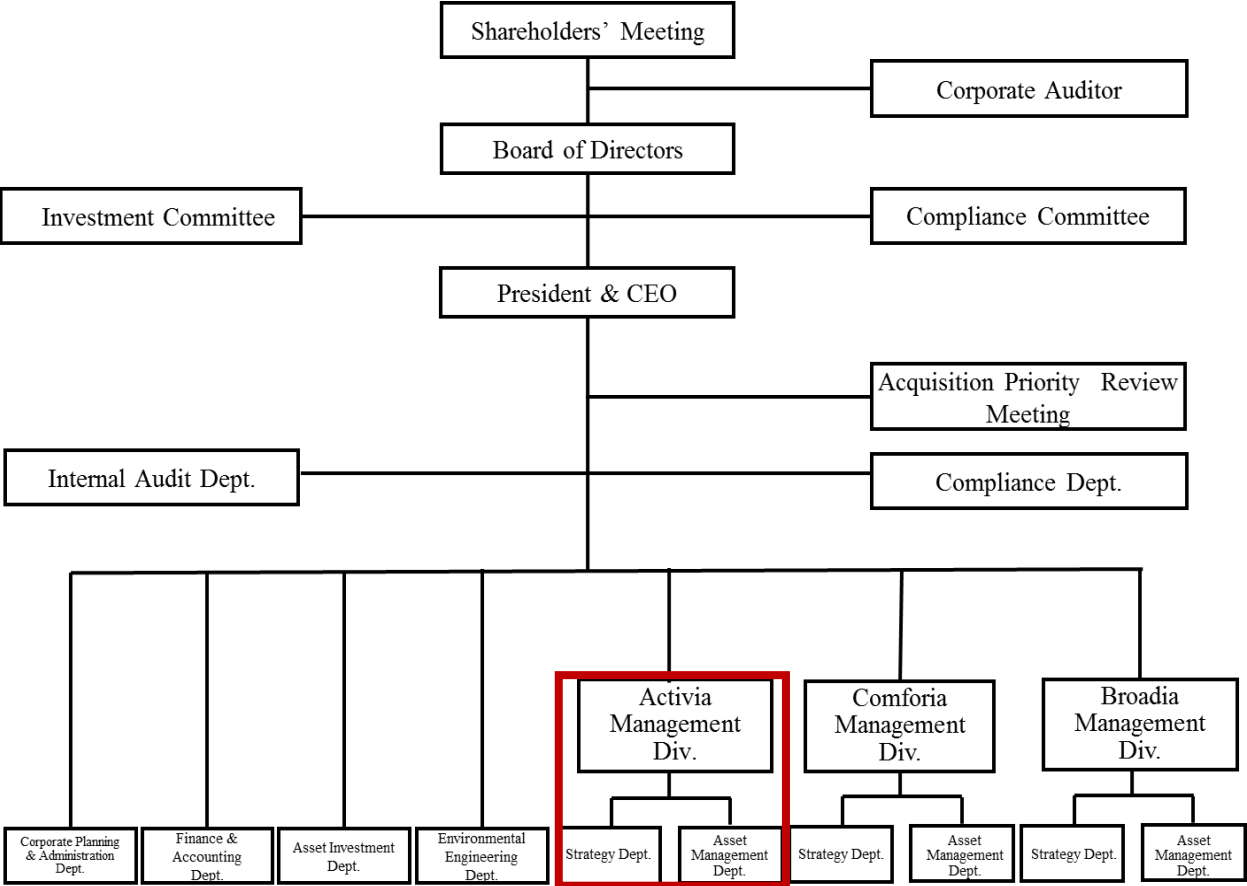 Shareholders’ Meeting
Corporate Auditor
Board of Directors
Investment Committee
Compliance Committee
President & CEO
Acquisition Priority Review
Meeting
Internal Audit Dept.
Compliance Dept.
Activia
Management
Div.
Comforia
Management
Div.
Broadia
Management
Div.
Corporate Planning
& Administration
Dept.
Finance &
Accounting
Dept.
Asset Investment
Dept.
Environmental
Engineering
Dept.
Strategy Dept.
Asset
Management
Dept.
Strategy Dept.
Asset
Management
Dept.
Strategy Dept.
Asset
Management
Dept.